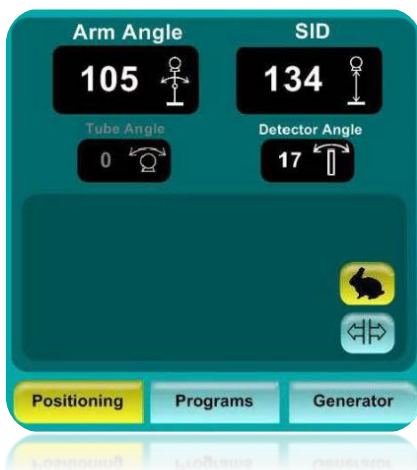 Arm Angle SID
105 134
Tube Angle Detector Angle
0 17
Positioning Programs Generator